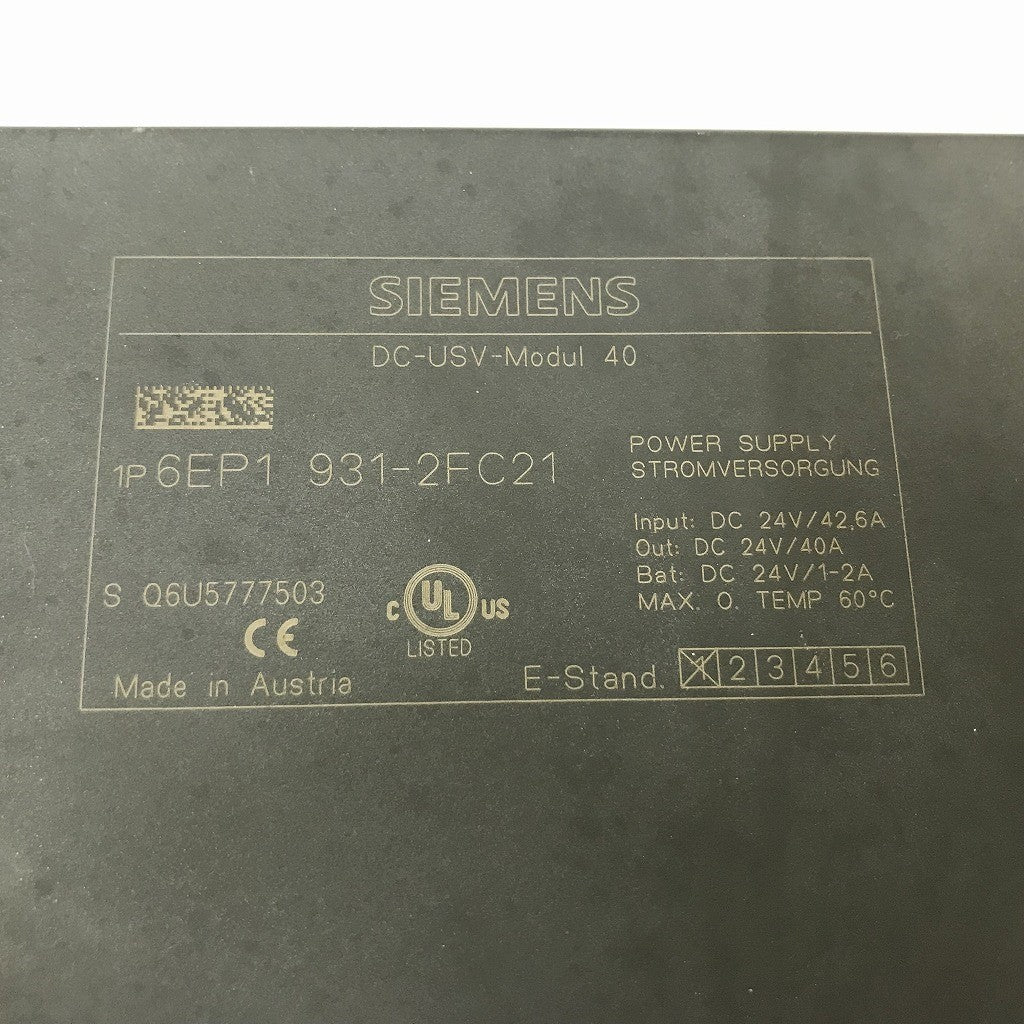 SIEMENS
DC-USV-Modul 40
1P 6EP1 931-2FC21
POWER SUPPLY
STROMVERSORGUNG
Input: DC 24V/42,6A
Out: DC 24V/40A
Bat: DC 24V/1-2A
MAX. O. TEMP 60°C
S Q6U5777503
C UL US
LISTED
CE
Made in Austria
E-Stand. 1 2 3 4 5 6